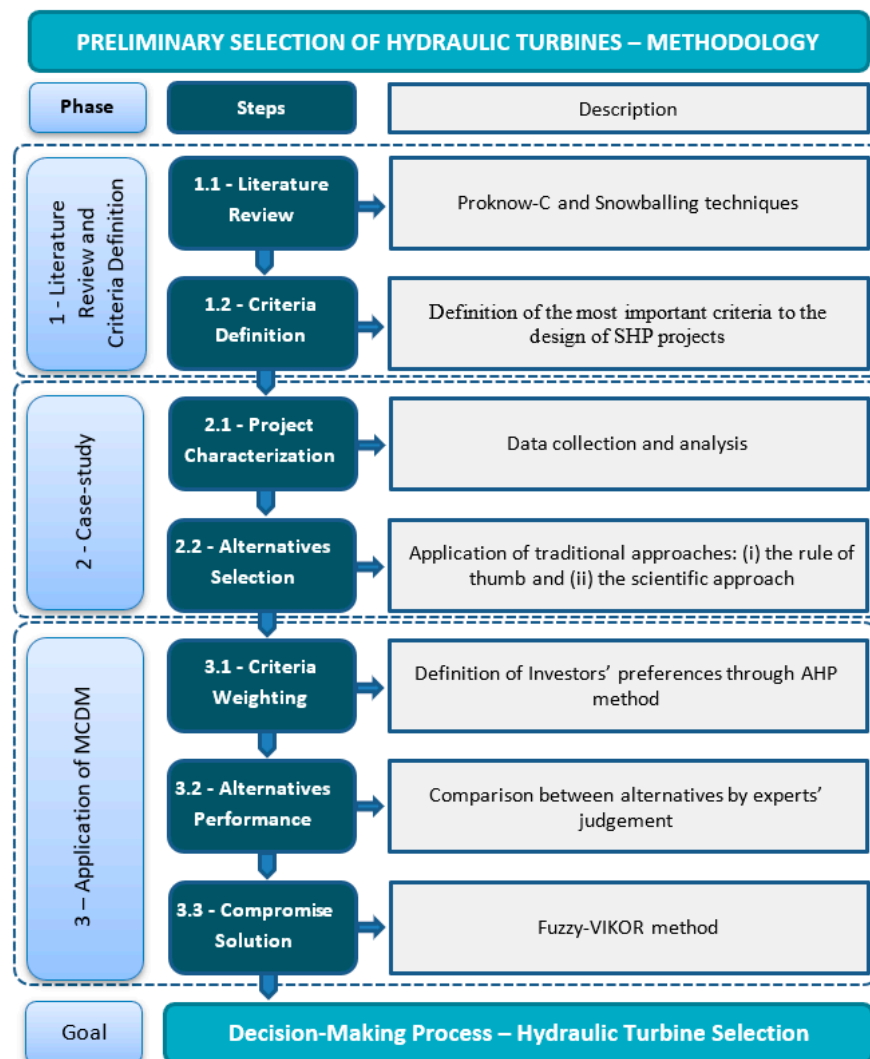 PRELIMINARY SELECTION OF HYDRAULIC TURBINES – METHODOLOGY
Phase
Steps
Description
1 - Literature
Review and
Criteria Definition
1.1 - Literature
Review
Proknow-C and Snowballing techniques
1.2 - Criteria
Definition
Definition of the most important criteria to the
design of SHP projects
2 - Case-study
2.1 - Project
Characterization
Data collection and analysis
2.2 - Alternatives
Selection
Application of traditional approaches: (i) the rule of
thumb and (ii) the scientific approach
3 – Application of MCDM
3.1 - Criteria
Weighting
Definition of Investors’ preferences through AHP
method
3.2 - Alternatives
Performance
Comparison between alternatives by experts’
judgement
3.3 - Compromise
Solution
Fuzzy-VIKOR method
Goal
Decision-Making Process – Hydraulic Turbine Selection